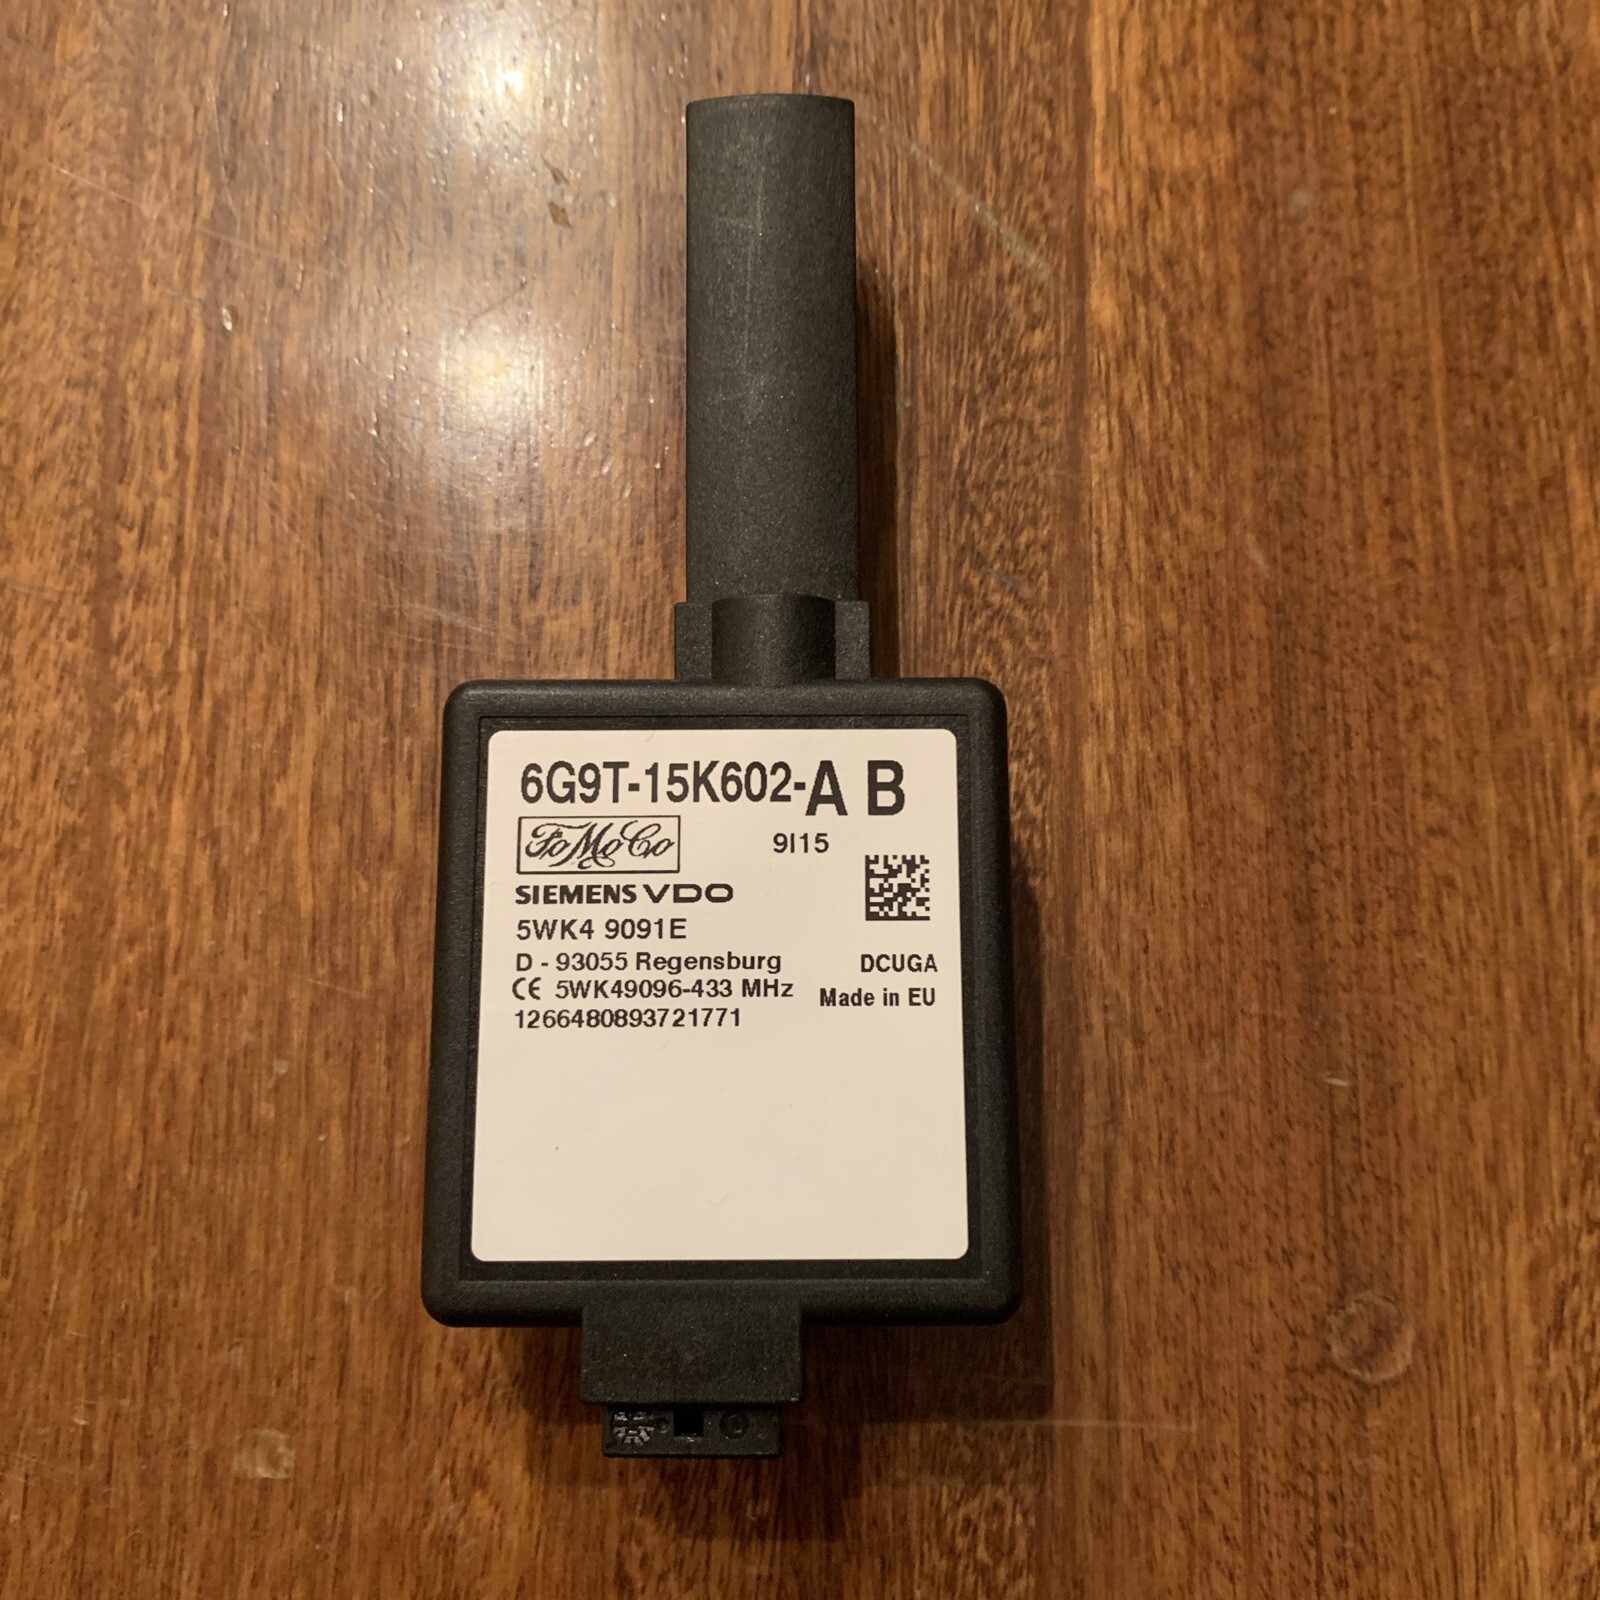 6G9T-15K602-A B
FoMoCo
9I15
SIEMENS VDO
5WK4 9091E
D - 93055 Regensburg
DCUGA
CE 5WK49096-433 MHz
Made in EU
1266480893721771